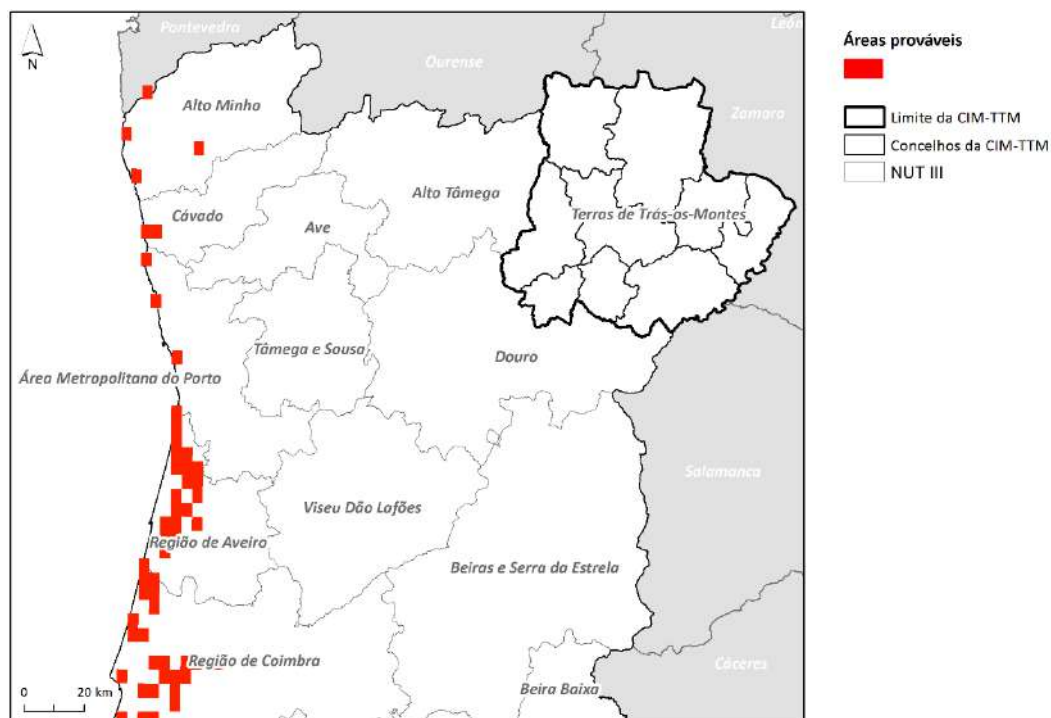 Pontevedra
León
Ourense
Zamora
Alto Minho
Alto Tâmega
Cávado
Ave
Terras de Trás-os-Montes
Tâmega e Sousa
Douro
Área Metropolitana do Porto
Salamanca
Viseu Dão Lafões
Região de Aveiro
Beiras e Serra da Estrela
Região de Coimbra
Cáceres
Beira Baixa
N
0 20 km
Áreas prováveis
Limite da CIM-TTM
Concelhos da CIM-TTM
NUT III